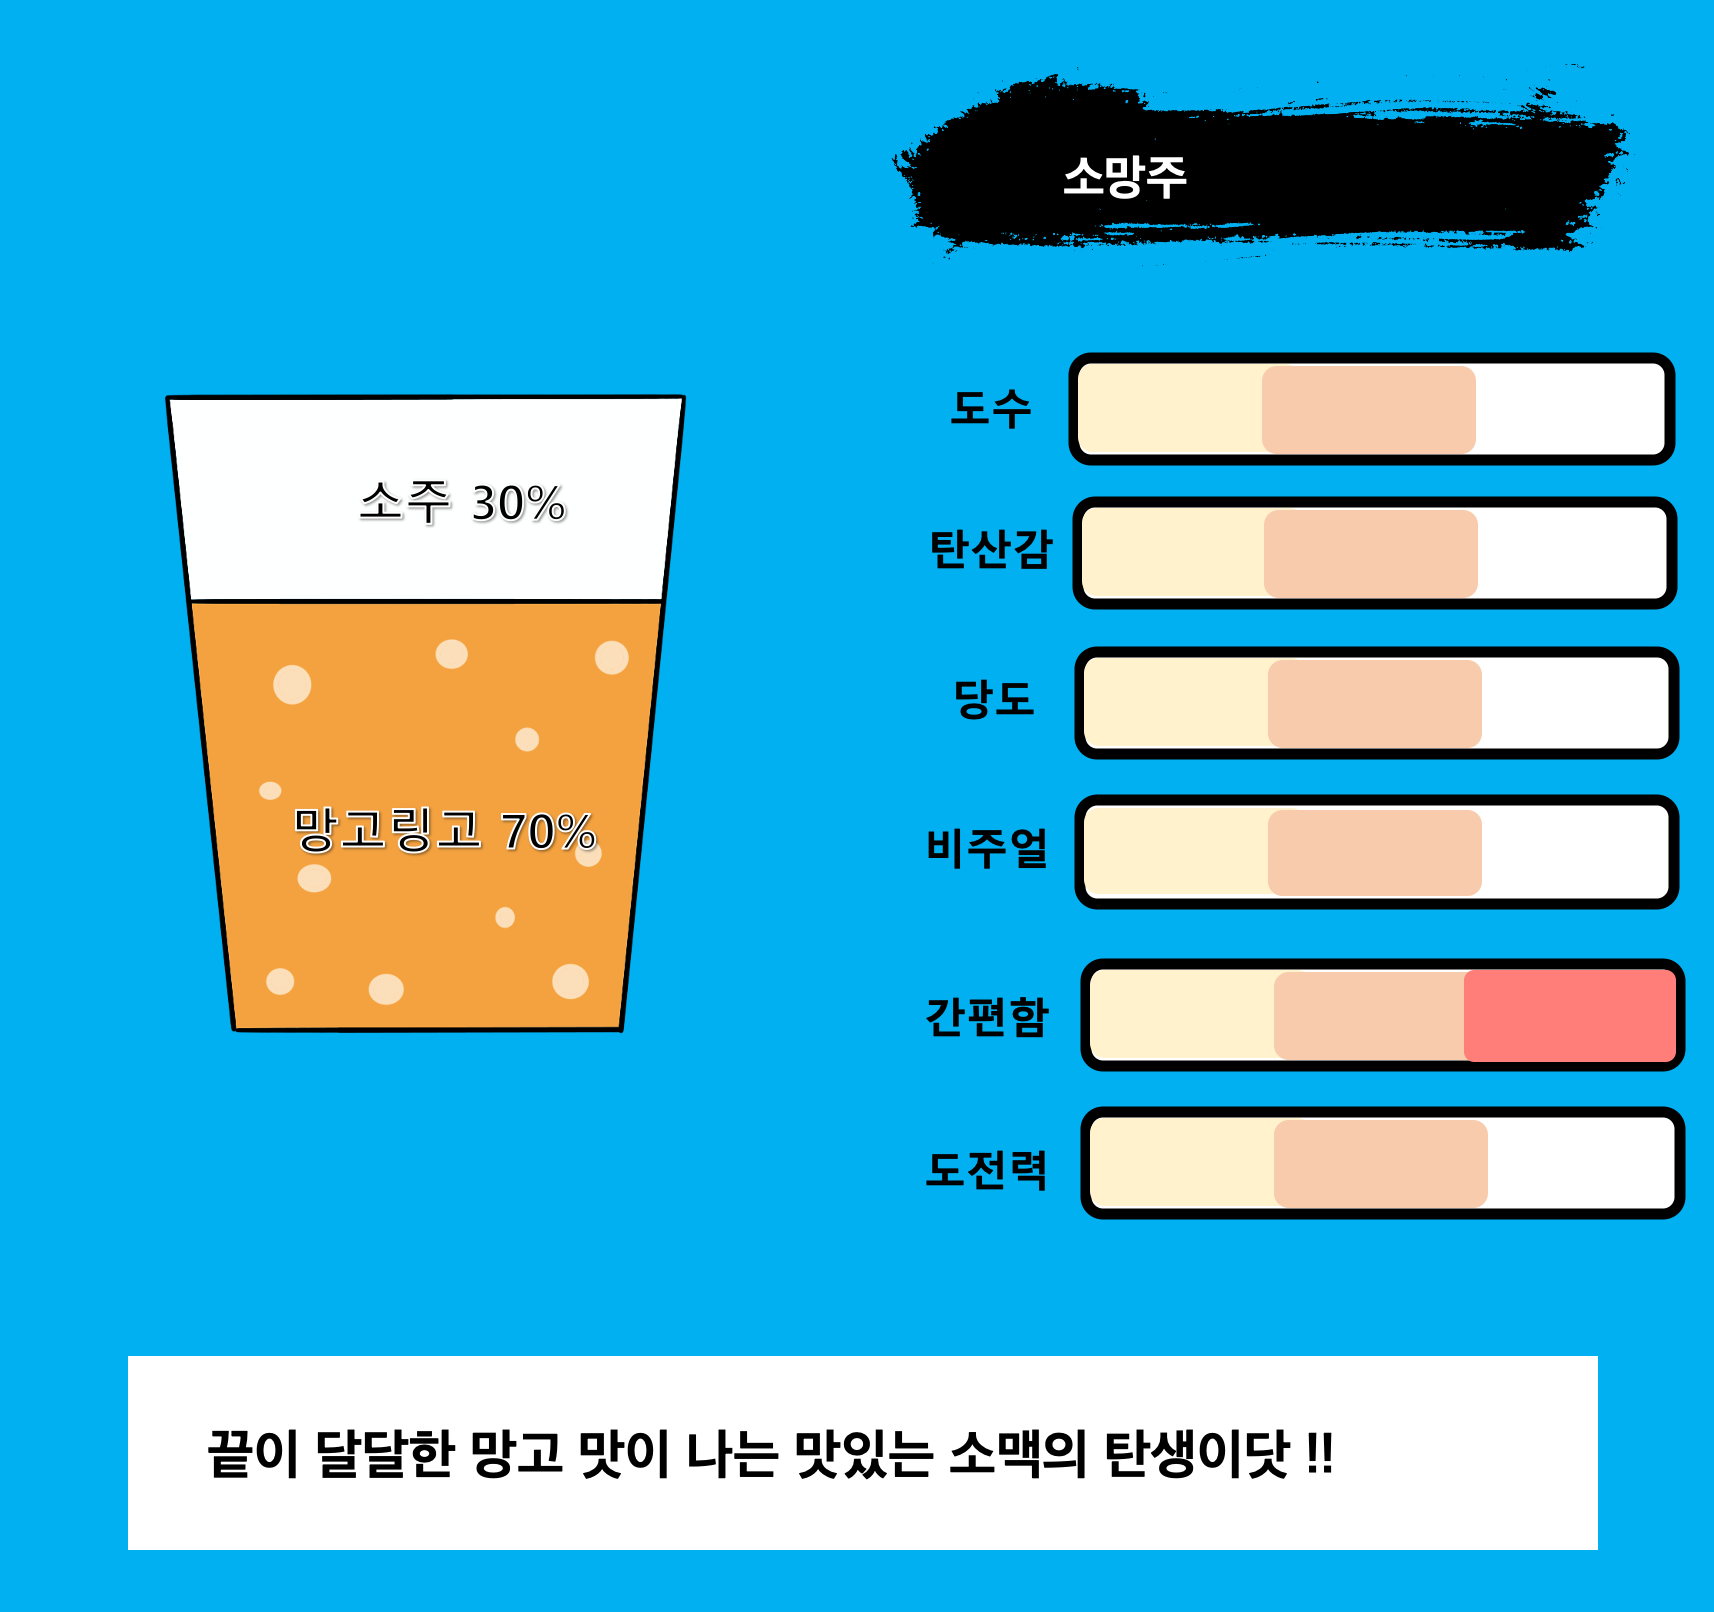 소망주
소주 30%
망고링고 70%
도수
탄산감
당도
비주얼
간편함
도전력
끝이 달달한 망고 맛이 나는 맛있는 소맥의 탄생이닷 !!